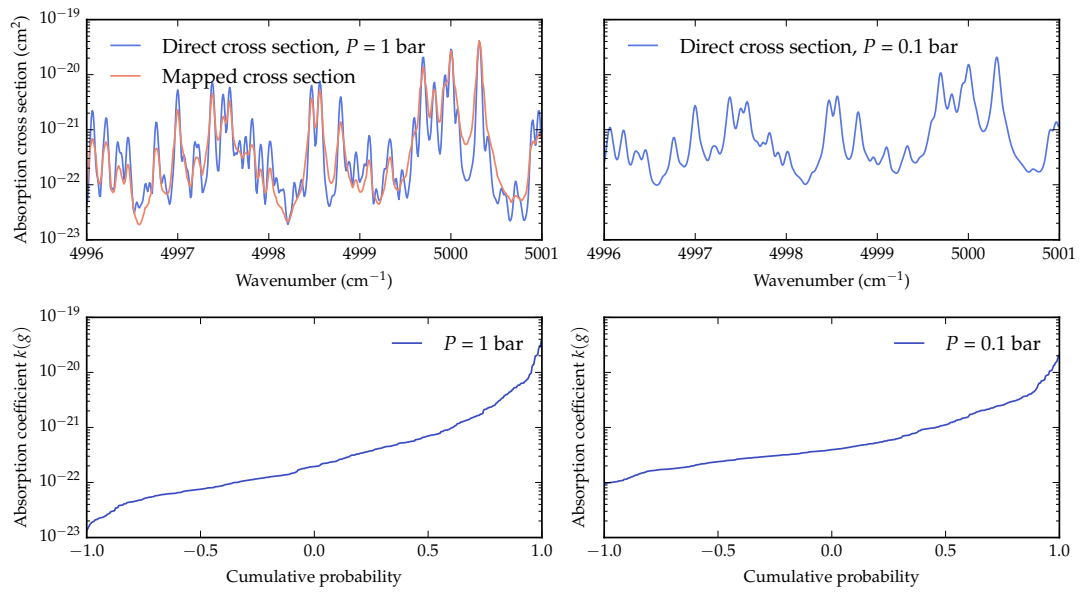 Absorption cross section (cm²)
10⁻¹⁹
10⁻²⁰
10⁻²¹
10⁻²²
10⁻²³
Direct cross section, P = 1 bar
Mapped cross section
4996 4997 4998 4999 5000 5001
Wavenumber (cm⁻¹)
Direct cross section, P = 0.1 bar
4996 4997 4998 4999 5000 5001
Wavenumber (cm⁻¹)
Absorption coefficient k(g)
10⁻¹⁹
10⁻²⁰
10⁻²¹
10⁻²²
10⁻²³
P = 1 bar
−1.0 −0.5 0.0 0.5 1.0
Cumulative probability
Absorption coefficient k(g)
P = 0.1 bar
−1.0 −0.5 0.0 0.5 1.0
Cumulative probability